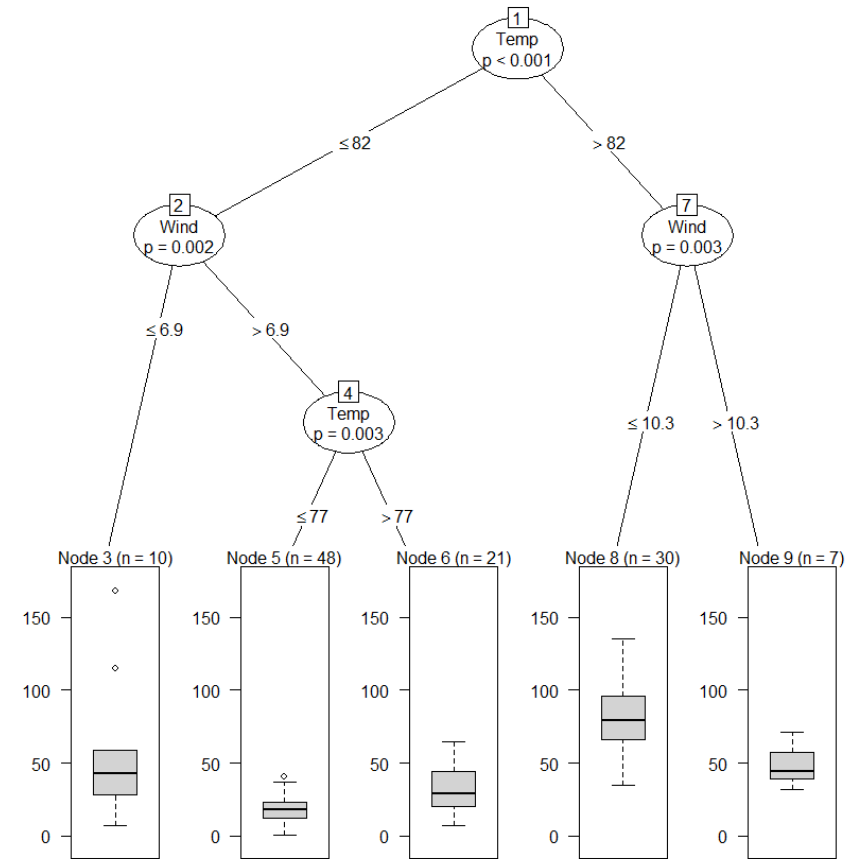 1
Temp
p < 0.001
≤ 82
> 82
2
Wind
p = 0.002
7
Wind
p = 0.003
≤ 6.9
> 6.9
4
Temp
p = 0.003
≤ 10.3
> 10.3
≤ 77
> 77
Node 3 (n = 10)
Node 5 (n = 48)
Node 6 (n = 21)
Node 8 (n = 30)
Node 9 (n = 7)
150
100
50
0
150
100
50
0
150
100
50
0
150
100
50
0
150
100
50
0